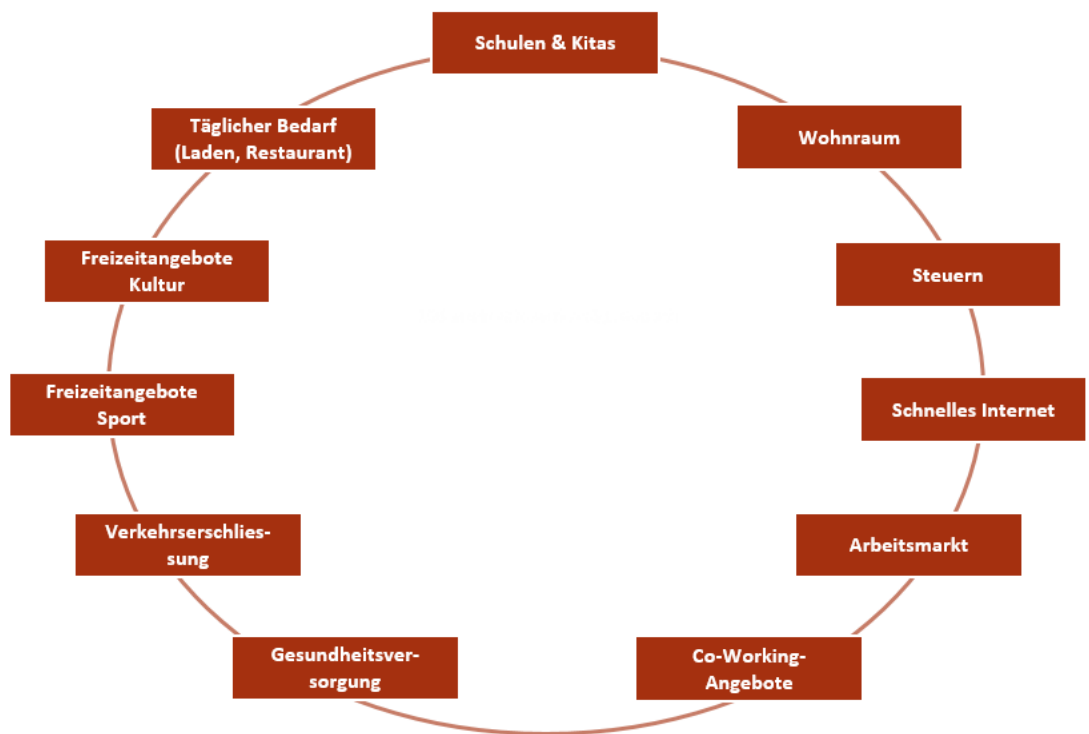 Schulen & Kitas
Wohnraum
Steuern
Schnelles Internet
Arbeitsmarkt
Co-Working-
Angebote
Gesundheitsver-
sorgung
Verkehrserschlies-
sung
Freizeitangebote
Sport
Freizeitangebote
Kultur
Täglicher Bedarf
(Laden, Restaurant)